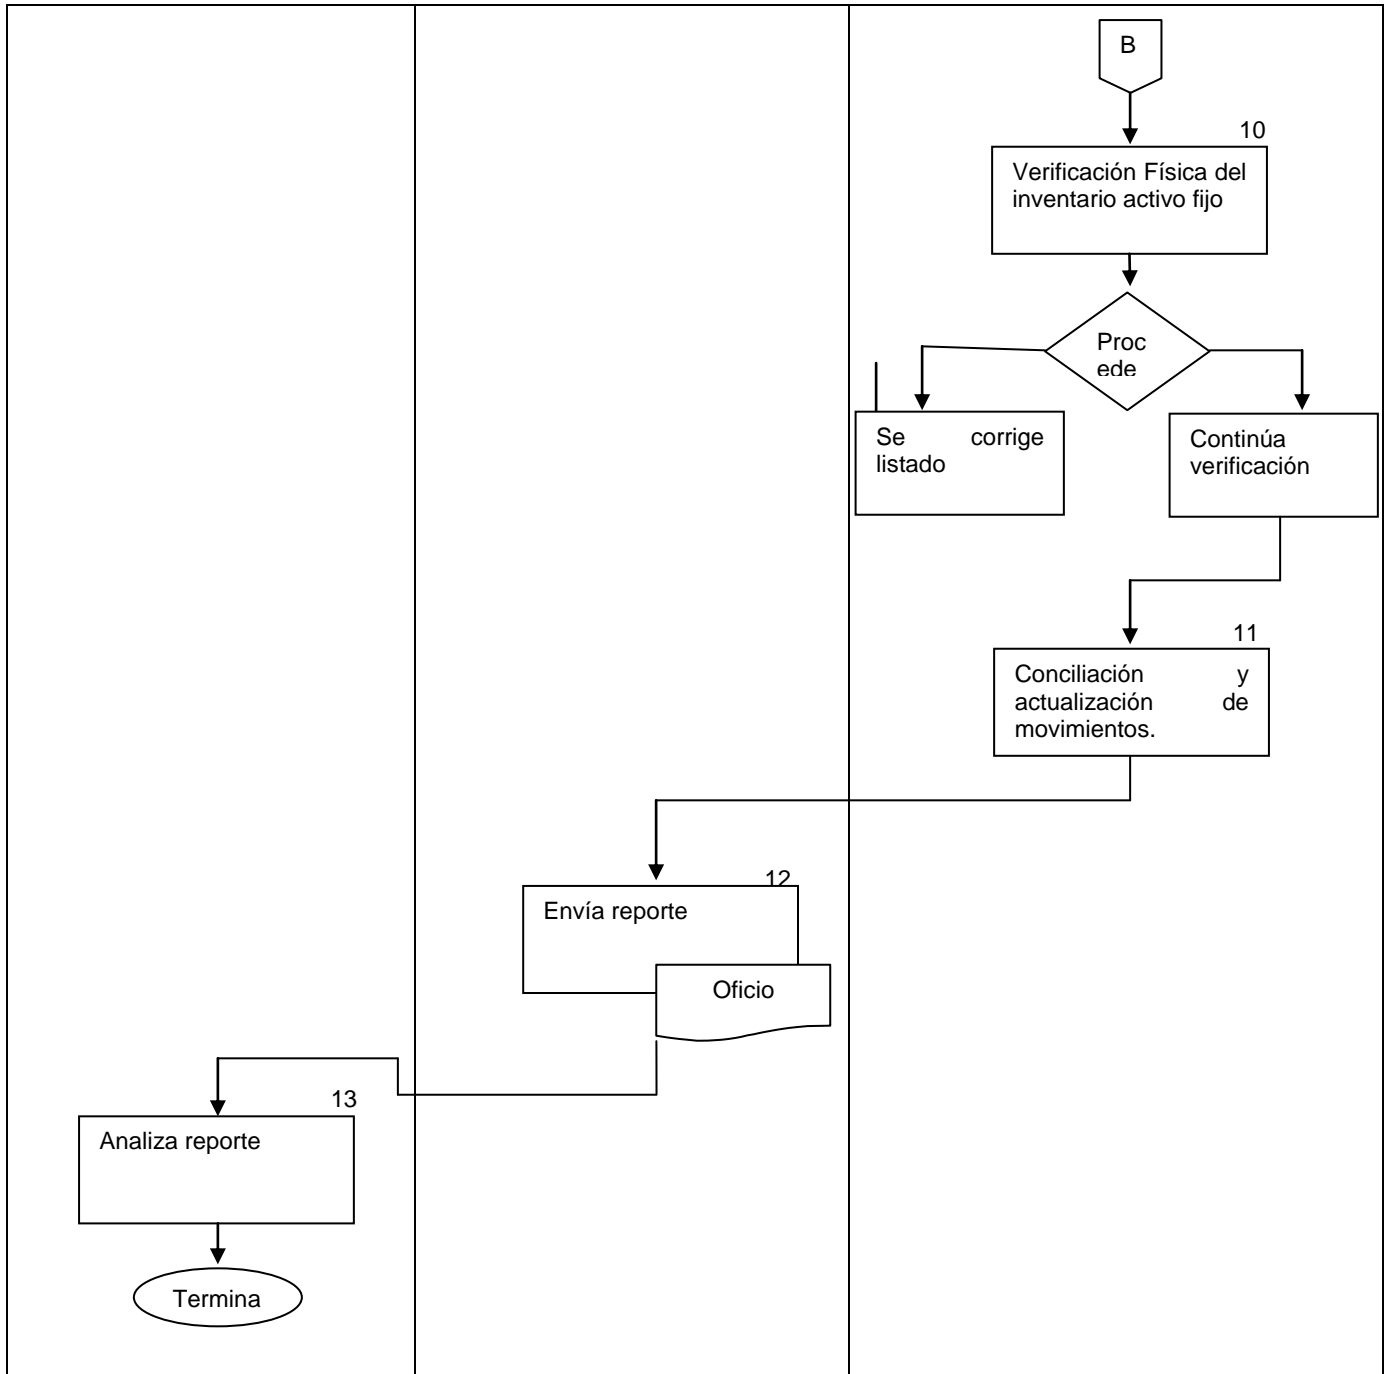 B
10
Verificación Física del
inventario activo fijo
Proc
ede
Se corrige
listado
Continúa
verificación
11
Conciliación y
actualización de
movimientos.
12
Envía reporte
Oficio
13
Analiza reporte
Termina